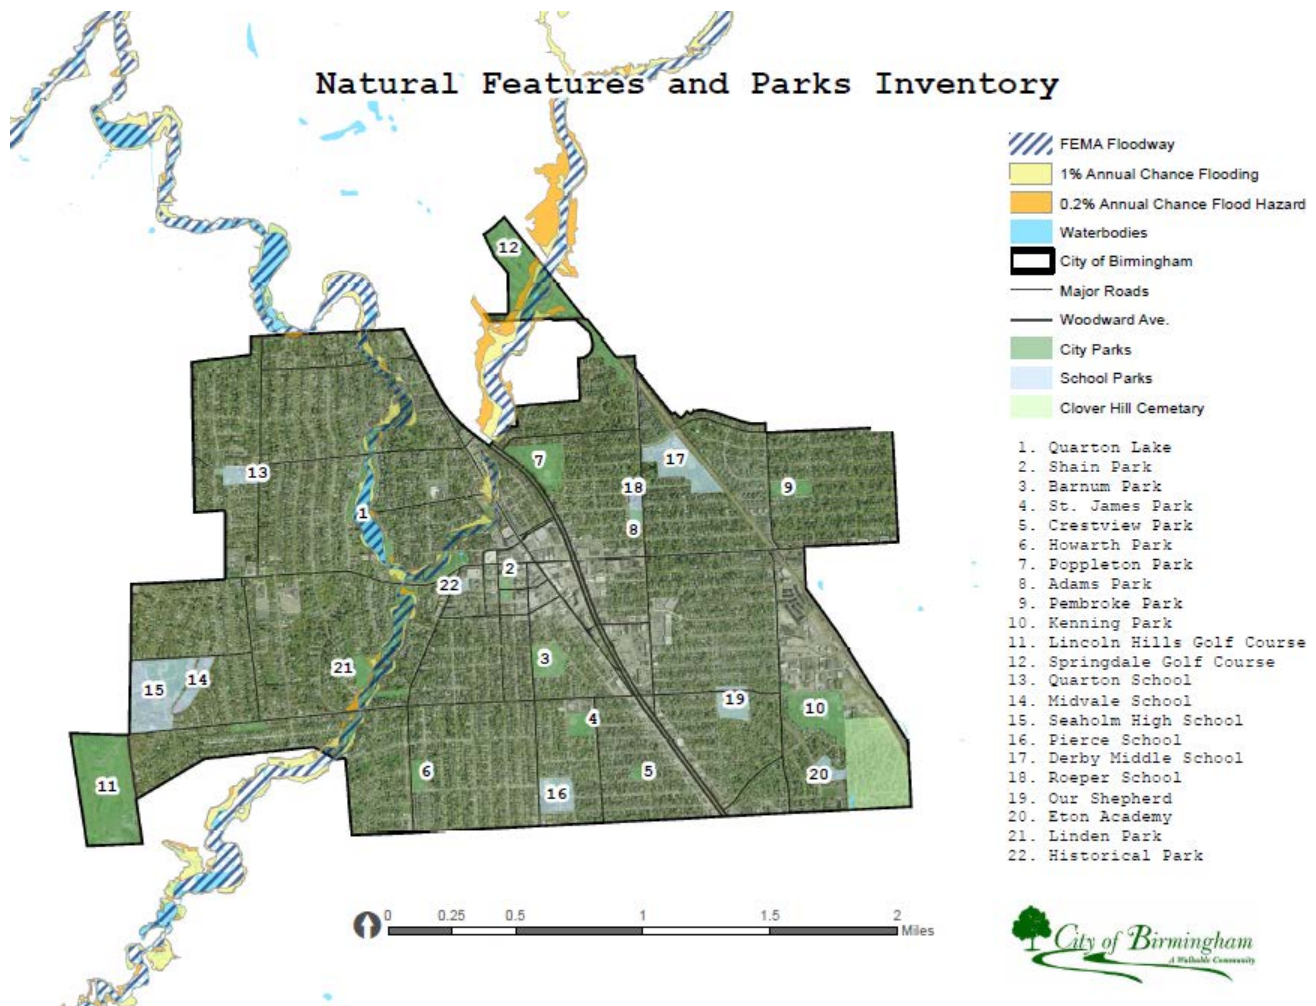 Natural Features and Parks Inventory
FEMA Floodway
1% Annual Chance Flooding
0.2% Annual Chance Flood Hazard
Waterbodies
City of Birmingham
Major Roads
Woodward Ave.
City Parks
School Parks
Clover Hill Cemetary
1. Quarton Lake
2. Shain Park
3. Barnum Park
4. St. James Park
5. Crestview Park
6. Howarth Park
7. Poppleton Park
8. Adams Park
9. Pembroke Park
10. Kenning Park
11. Lincoln Hills Golf Course
12. Springdale Golf Course
13. Quarton School
14. Midvale School
15. Seaholm High School
16. Pierce School
17. Derby Middle School
18. Roeper School
19. Our Shepherd
20. Eton Academy
21. Linden Park
22. Historical Park
12
7
17
13
18
9
1
8
2
22
3
21
14
15
19
10
4
11
6
5
20
16
0 0.25 0.5 1 1.5 2
Miles
City of Birmingham
A Walkable Community